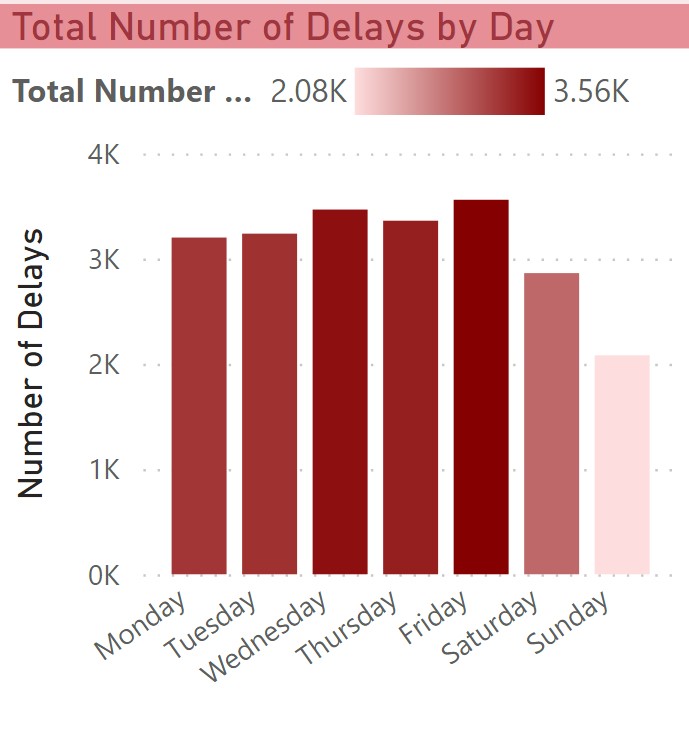 Total Number of Delays by Day
Total Number ... 2.08K 3.56K
4K
3K
2K
1K
0K
Number of Delays
Monday
Tuesday
Wednesday
Thursday
Friday
Saturday
Sunday